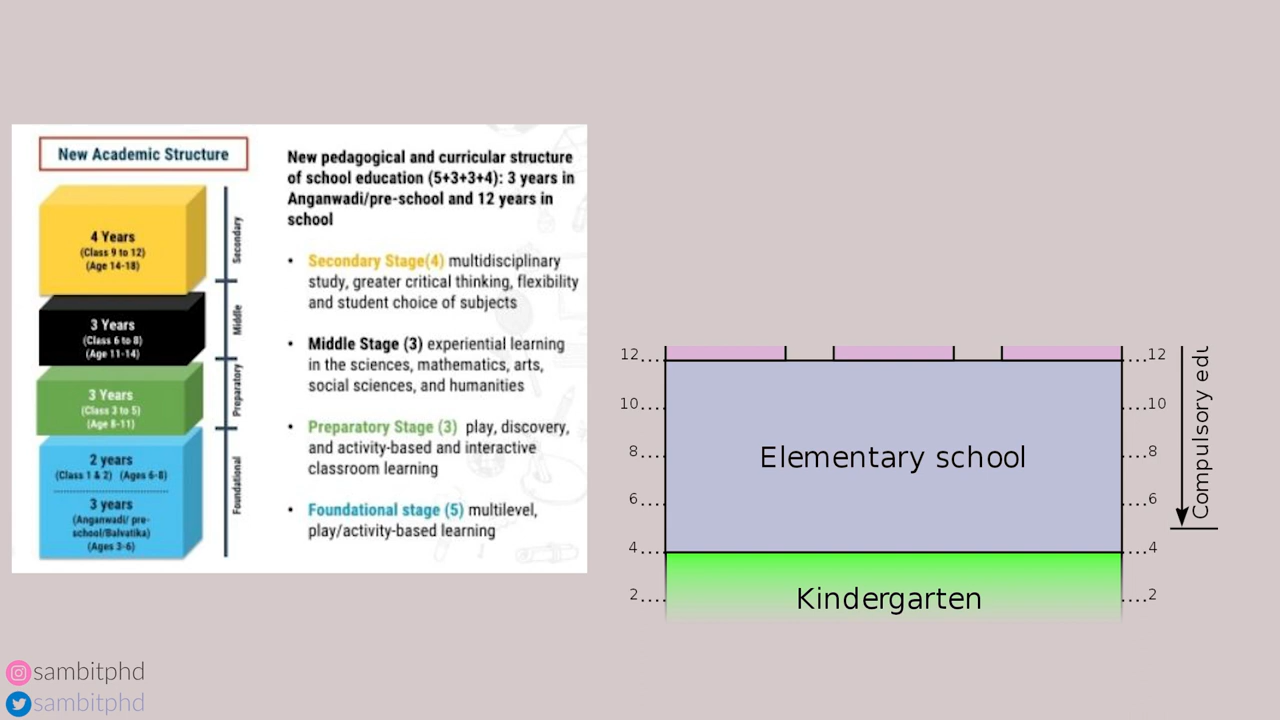 New Academic Structure
4 Years
(Class 9 to 12)
(Age 14-18)
Secondary
3 Years
(Class 6 to 8)
(Age 11-14)
Middle
3 Years
(Class 3 to 5)
(Age 8-11)
Preparatory
2 years
(Class 1 & 2) (Ages 6-8)
3 years
(Anganwadi/ pre-
school/Balvatika)
(Ages 3-6)
Foundational
New pedagogical and curricular structure
of school education (5+3+3+4): 3 years in
Anganwadi/pre-school and 12 years in
school
• Secondary Stage(4) multidisciplinary
study, greater critical thinking, flexibility
and student choice of subjects
• Middle Stage (3) experiential learning
in the sciences, mathematics, arts,
social sciences, and humanities
• Preparatory Stage (3) play, discovery,
and activity-based and interactive
classroom learning
• Foundational stage (5) multilevel,
play/activity-based learning
12.... ....12
10.... ....10
8.... ....8
Elementary school
6.... ....6
4.... ....4
2.... ....2
Kindergarten
Compulsory edu
sambitphd
sambitphd